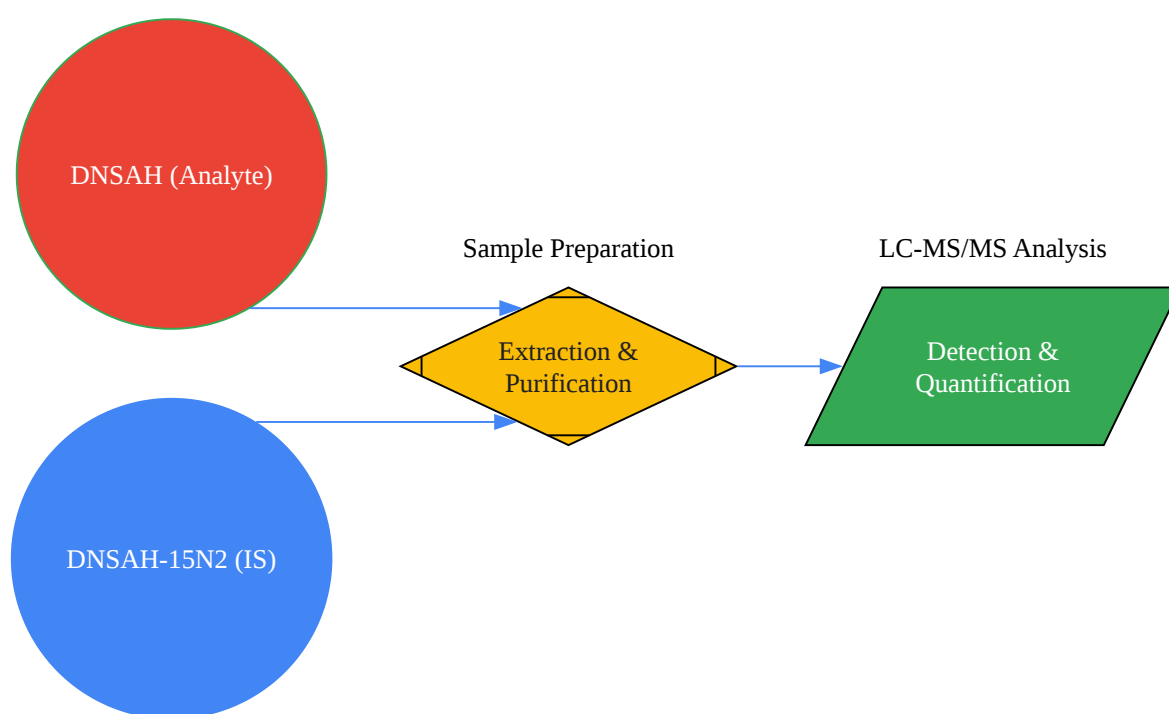 DNSAH (Analyte)
Sample Preparation
LC-MS/MS Analysis
Extraction &
Purification
Detection &
Quantification
DNSAH-15N2 (IS)